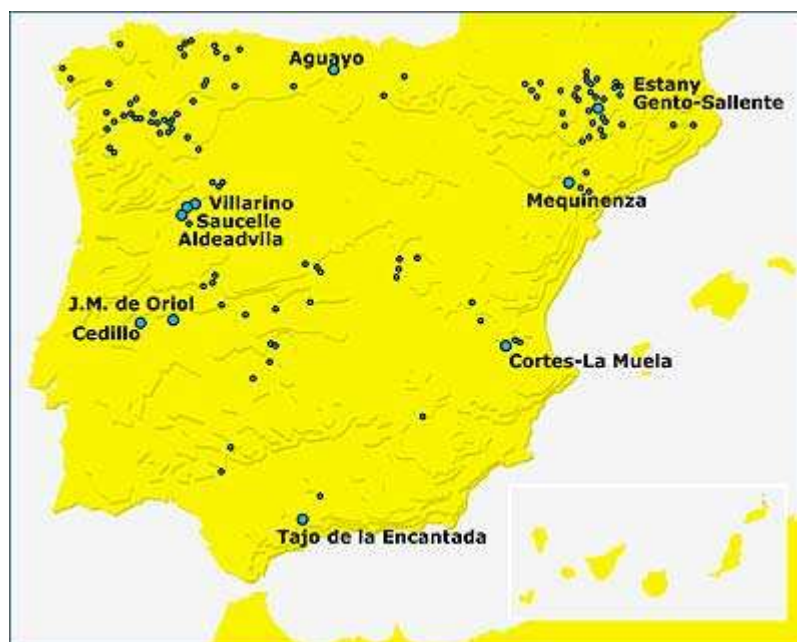 Aguayo
Estany
Gento-Sallente
Mequinenza
Villarino
Saucelle
Aldeadvila
J.M. de Oriol
Cedillo
Cortes-La Muela
Tajo de la Encantada